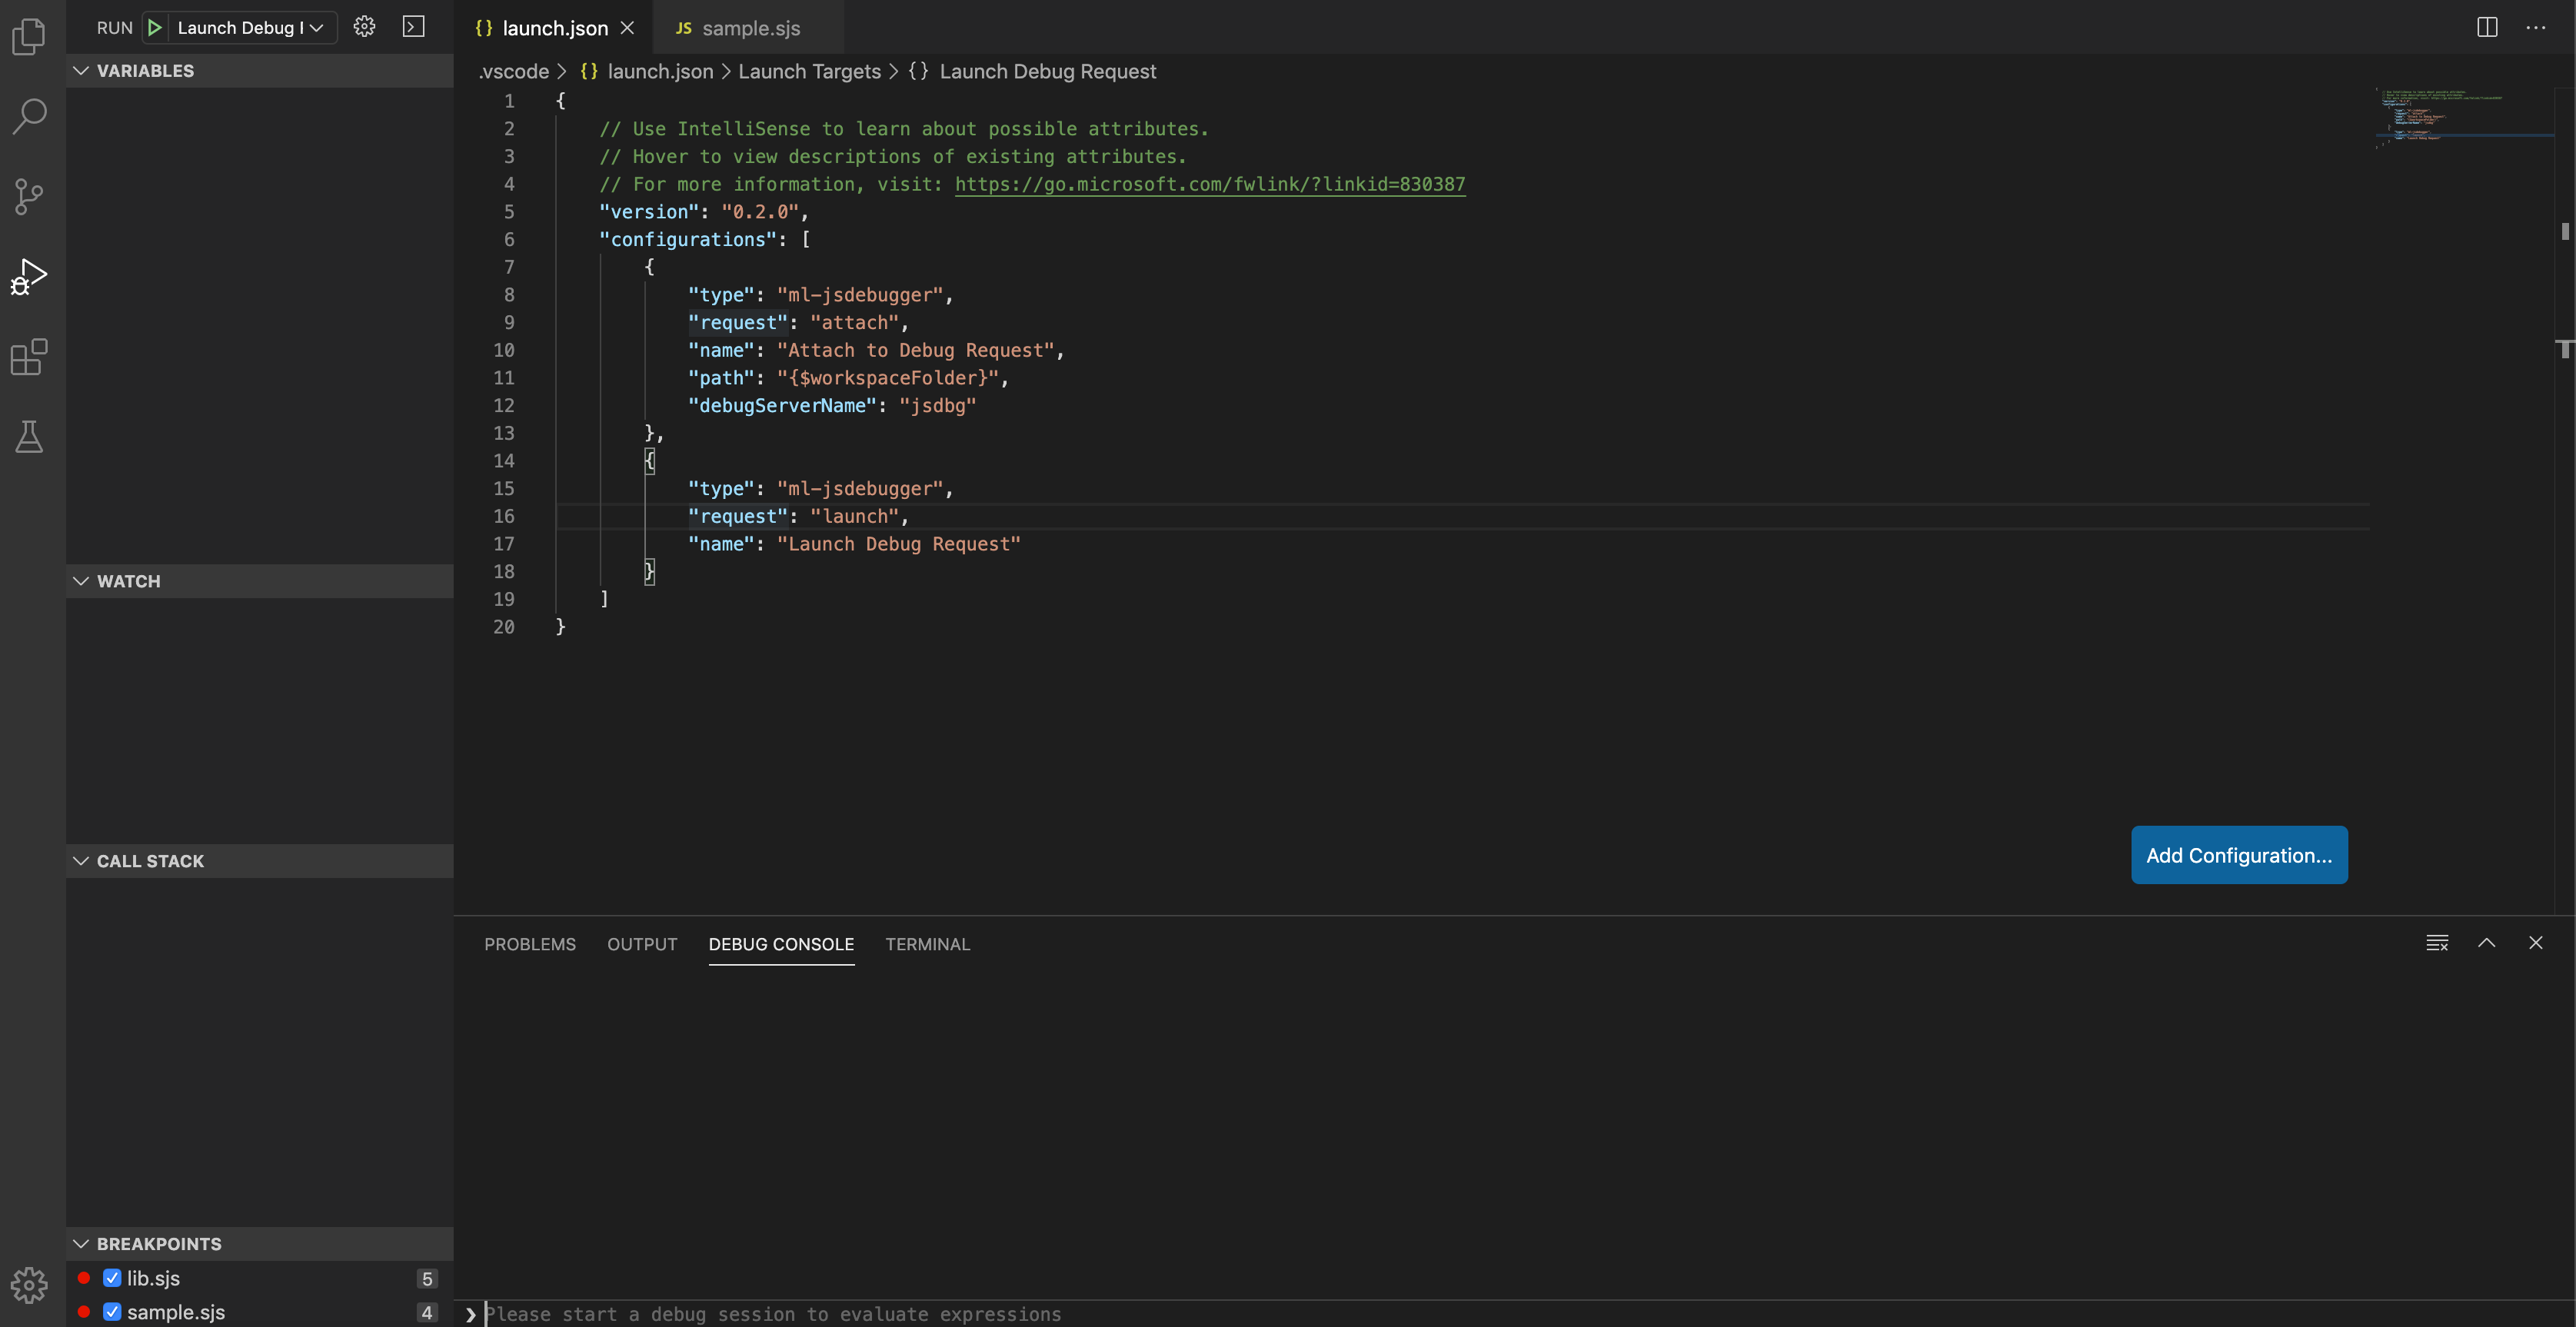 RUN Launch Debug
VARIABLES
WATCH
CALL STACK
BREAKPOINTS
lib.sjs 5
sample.sjs 4
{} launch.json
JS sample.sjs
.vscode > {} launch.json > Launch Targets > {} Launch Debug Request
1 {
2 // Use IntelliSense to learn about possible attributes.
3 // Hover to view descriptions of existing attributes.
4 // For more information, visit: https://go.microsoft.com/fwlink/?linkid=830387
5 "version": "0.2.0",
6 "configurations": [
7 {
8 "type": "ml-jsdebugger",
9 "request": "attach",
10 "name": "Attach to Debug Request",
11 "path": "{$workspaceFolder}",
12 "debugServerName": "jsdbg"
13 },
14 {
15 "type": "ml-jsdebugger",
16 "request": "launch",
17 "name": "Launch Debug Request"
18 }
19 ]
20 }
Add Configuration...
PROBLEMS OUTPUT DEBUG CONSOLE TERMINAL
Please start a debug session to evaluate expressions